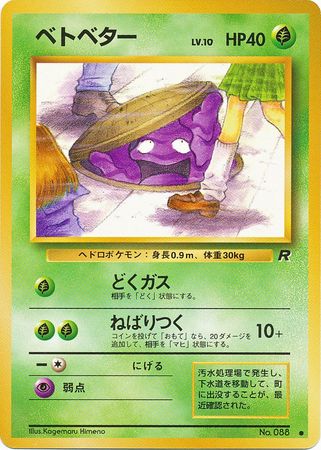 ベトベター LV.10 HP40
ヘドロポケモン：身長0.9m、体重30kg
R
どくガス
相手を「どく」状態にする。
ねばりつく 10+
コインを投げて「おもて」なら、20ダメージを
追加して、相手を「マヒ」状態にする。
にげる
弱点
汚水処理場で発生し、
下水道を移動して、町
に出没することが、最
近確認された。
Illus.Kagemaru Himeno No. 088